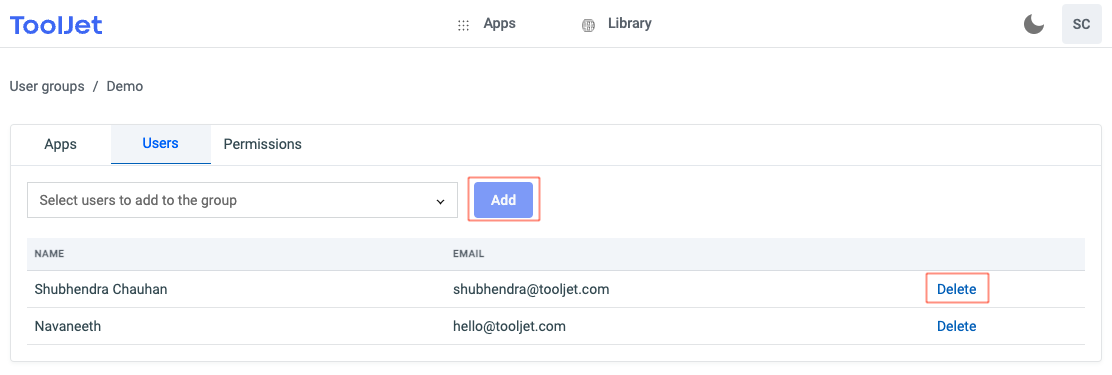 ToolJet Apps Library SC
User groups / Demo
Apps Users Permissions
Select users to add to the group Add
NAME EMAIL
Shubhendra Chauhan shubhendra@tooljet.com Delete
Navaneeth hello@tooljet.com Delete